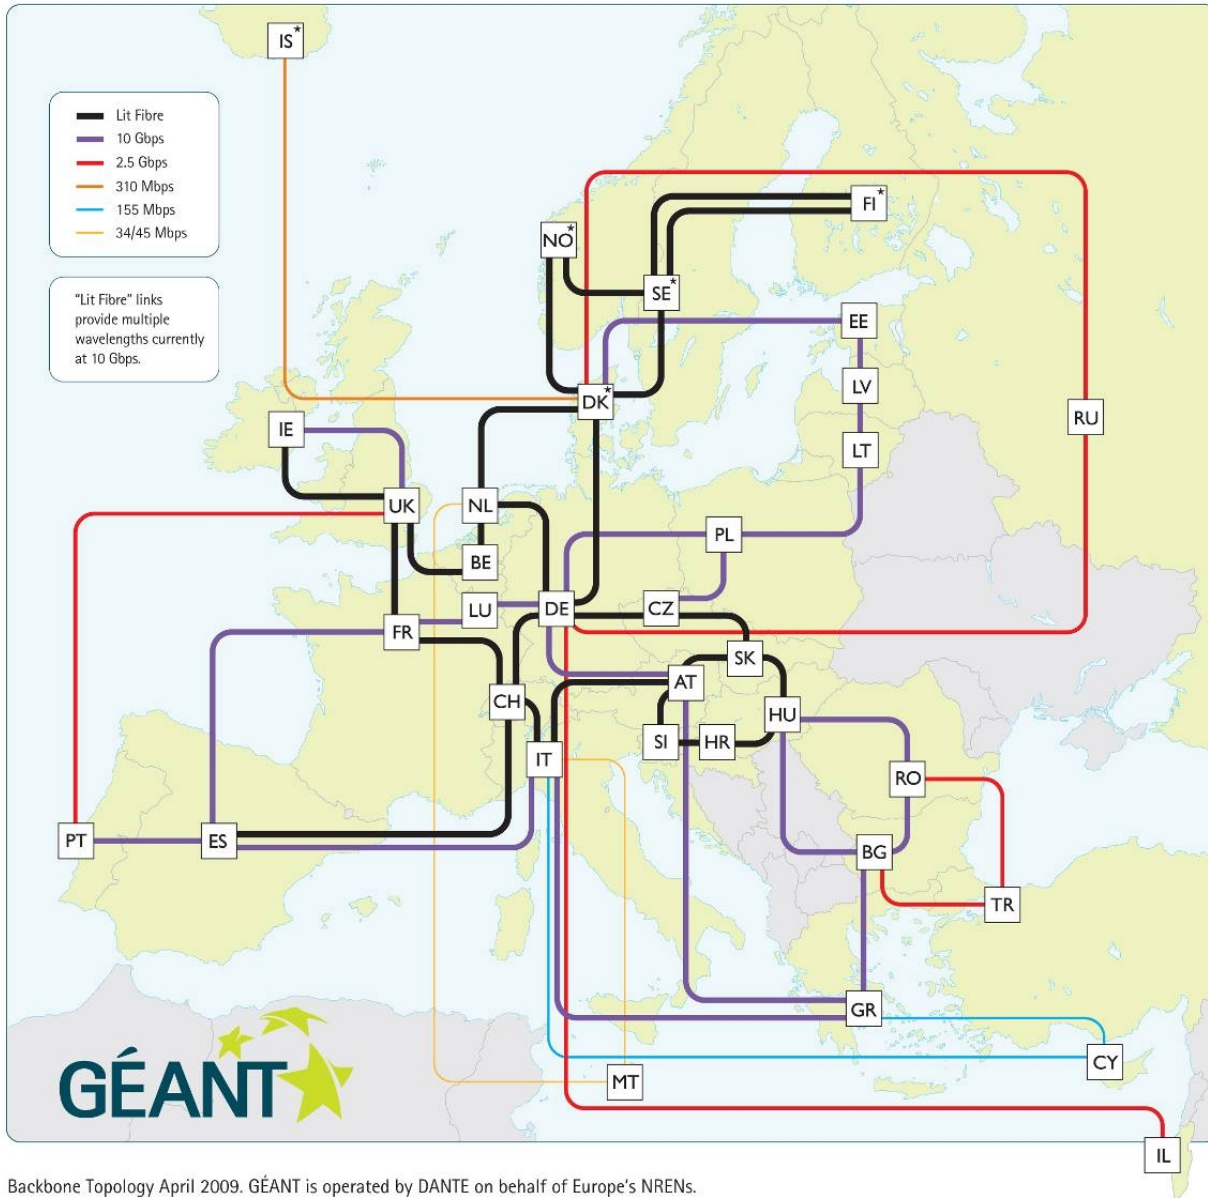 IS*
Lit Fibre
10 Gbps
2.5 Gbps
310 Mbps
155 Mbps
34/45 Mbps
"Lit Fibre" links
provide multiple
wavelengths currently
at 10 Gbps.
FI*
NO*
SE*
EE
LV
DK*
RU
IE
LT
UK
NL
PL
BE
LU
DE
CZ
FR
SK
AT
CH
HU
SI
HR
IT
RO
PT
ES
BG
TR
GR
CY
MT
GÉANT
IL
Backbone Topology April 2009. GÉANT is operated by DANTE on behalf of Europe's NRENs.